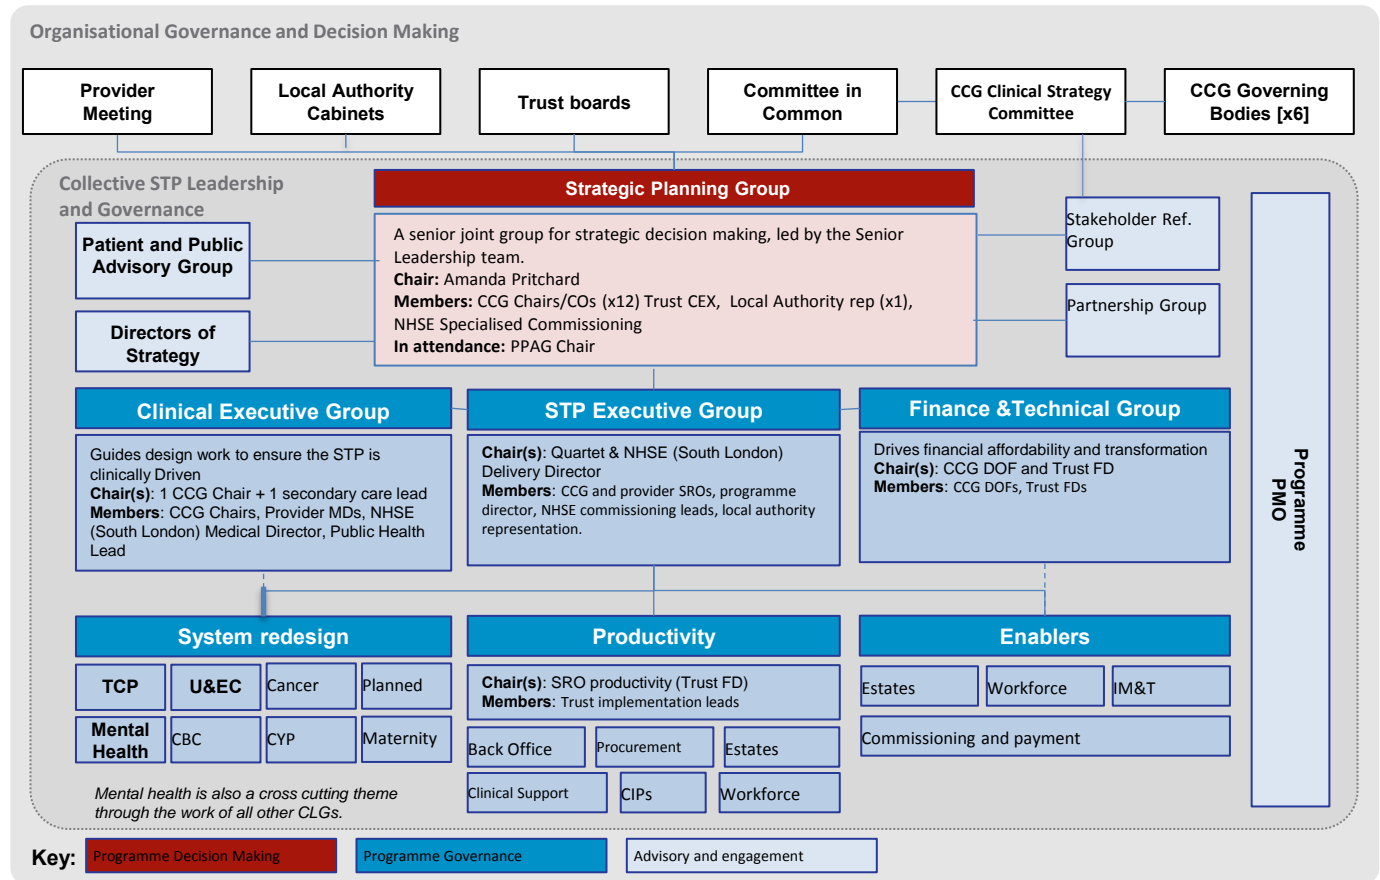 Organisational Governance and Decision Making
Provider
Meeting
Local Authority
Cabinets
Trust boards
Committee in
Common
CCG Clinical Strategy
Committee
CCG Governing
Bodies [x6]
Collective STP Leadership
and Governance
Strategic Planning Group
A senior joint group for strategic decision making, led by the Senior
Leadership team.
Chair: Amanda Pritchard
Members: CCG Chairs/COs (x12) Trust CEX, Local Authority rep (x1),
NHSE Specialised Commissioning
In attendance: PPAG Chair
Patient and Public
Advisory Group
Directors of
Strategy
Stakeholder Ref.
Group
Partnership Group
Programme
PMO
Clinical Executive Group
Guides design work to ensure the STP is
clinically Driven
Chair(s): 1 CCG Chair + 1 secondary care lead
Members: CCG Chairs, Provider MDs, NHSE
(South London) Medical Director, Public Health
Lead
STP Executive Group
Chair(s): Quartet & NHSE (South London)
Delivery Director
Members: CCG and provider SROs, programme
director, NHSE commissioning leads, local authority
representation.
Finance &Technical Group
Drives financial affordability and transformation
Chair(s): CCG DOF and Trust FD
Members: CCG DOFs, Trust FDs
System redesign
TCP
U&EC
Cancer
Planned
Mental
Health
CBC
CYP
Maternity
Mental health is also a cross cutting theme
through the work of all other CLGs.
Productivity
Chair(s): SRO productivity (Trust FD)
Members: Trust implementation leads
Back Office
Procurement
Estates
Clinical Support
CIPs
Workforce
Enablers
Estates
Workforce
IM&T
Commissioning and payment
Key:
Programme Decision Making
Programme Governance
Advisory and engagement